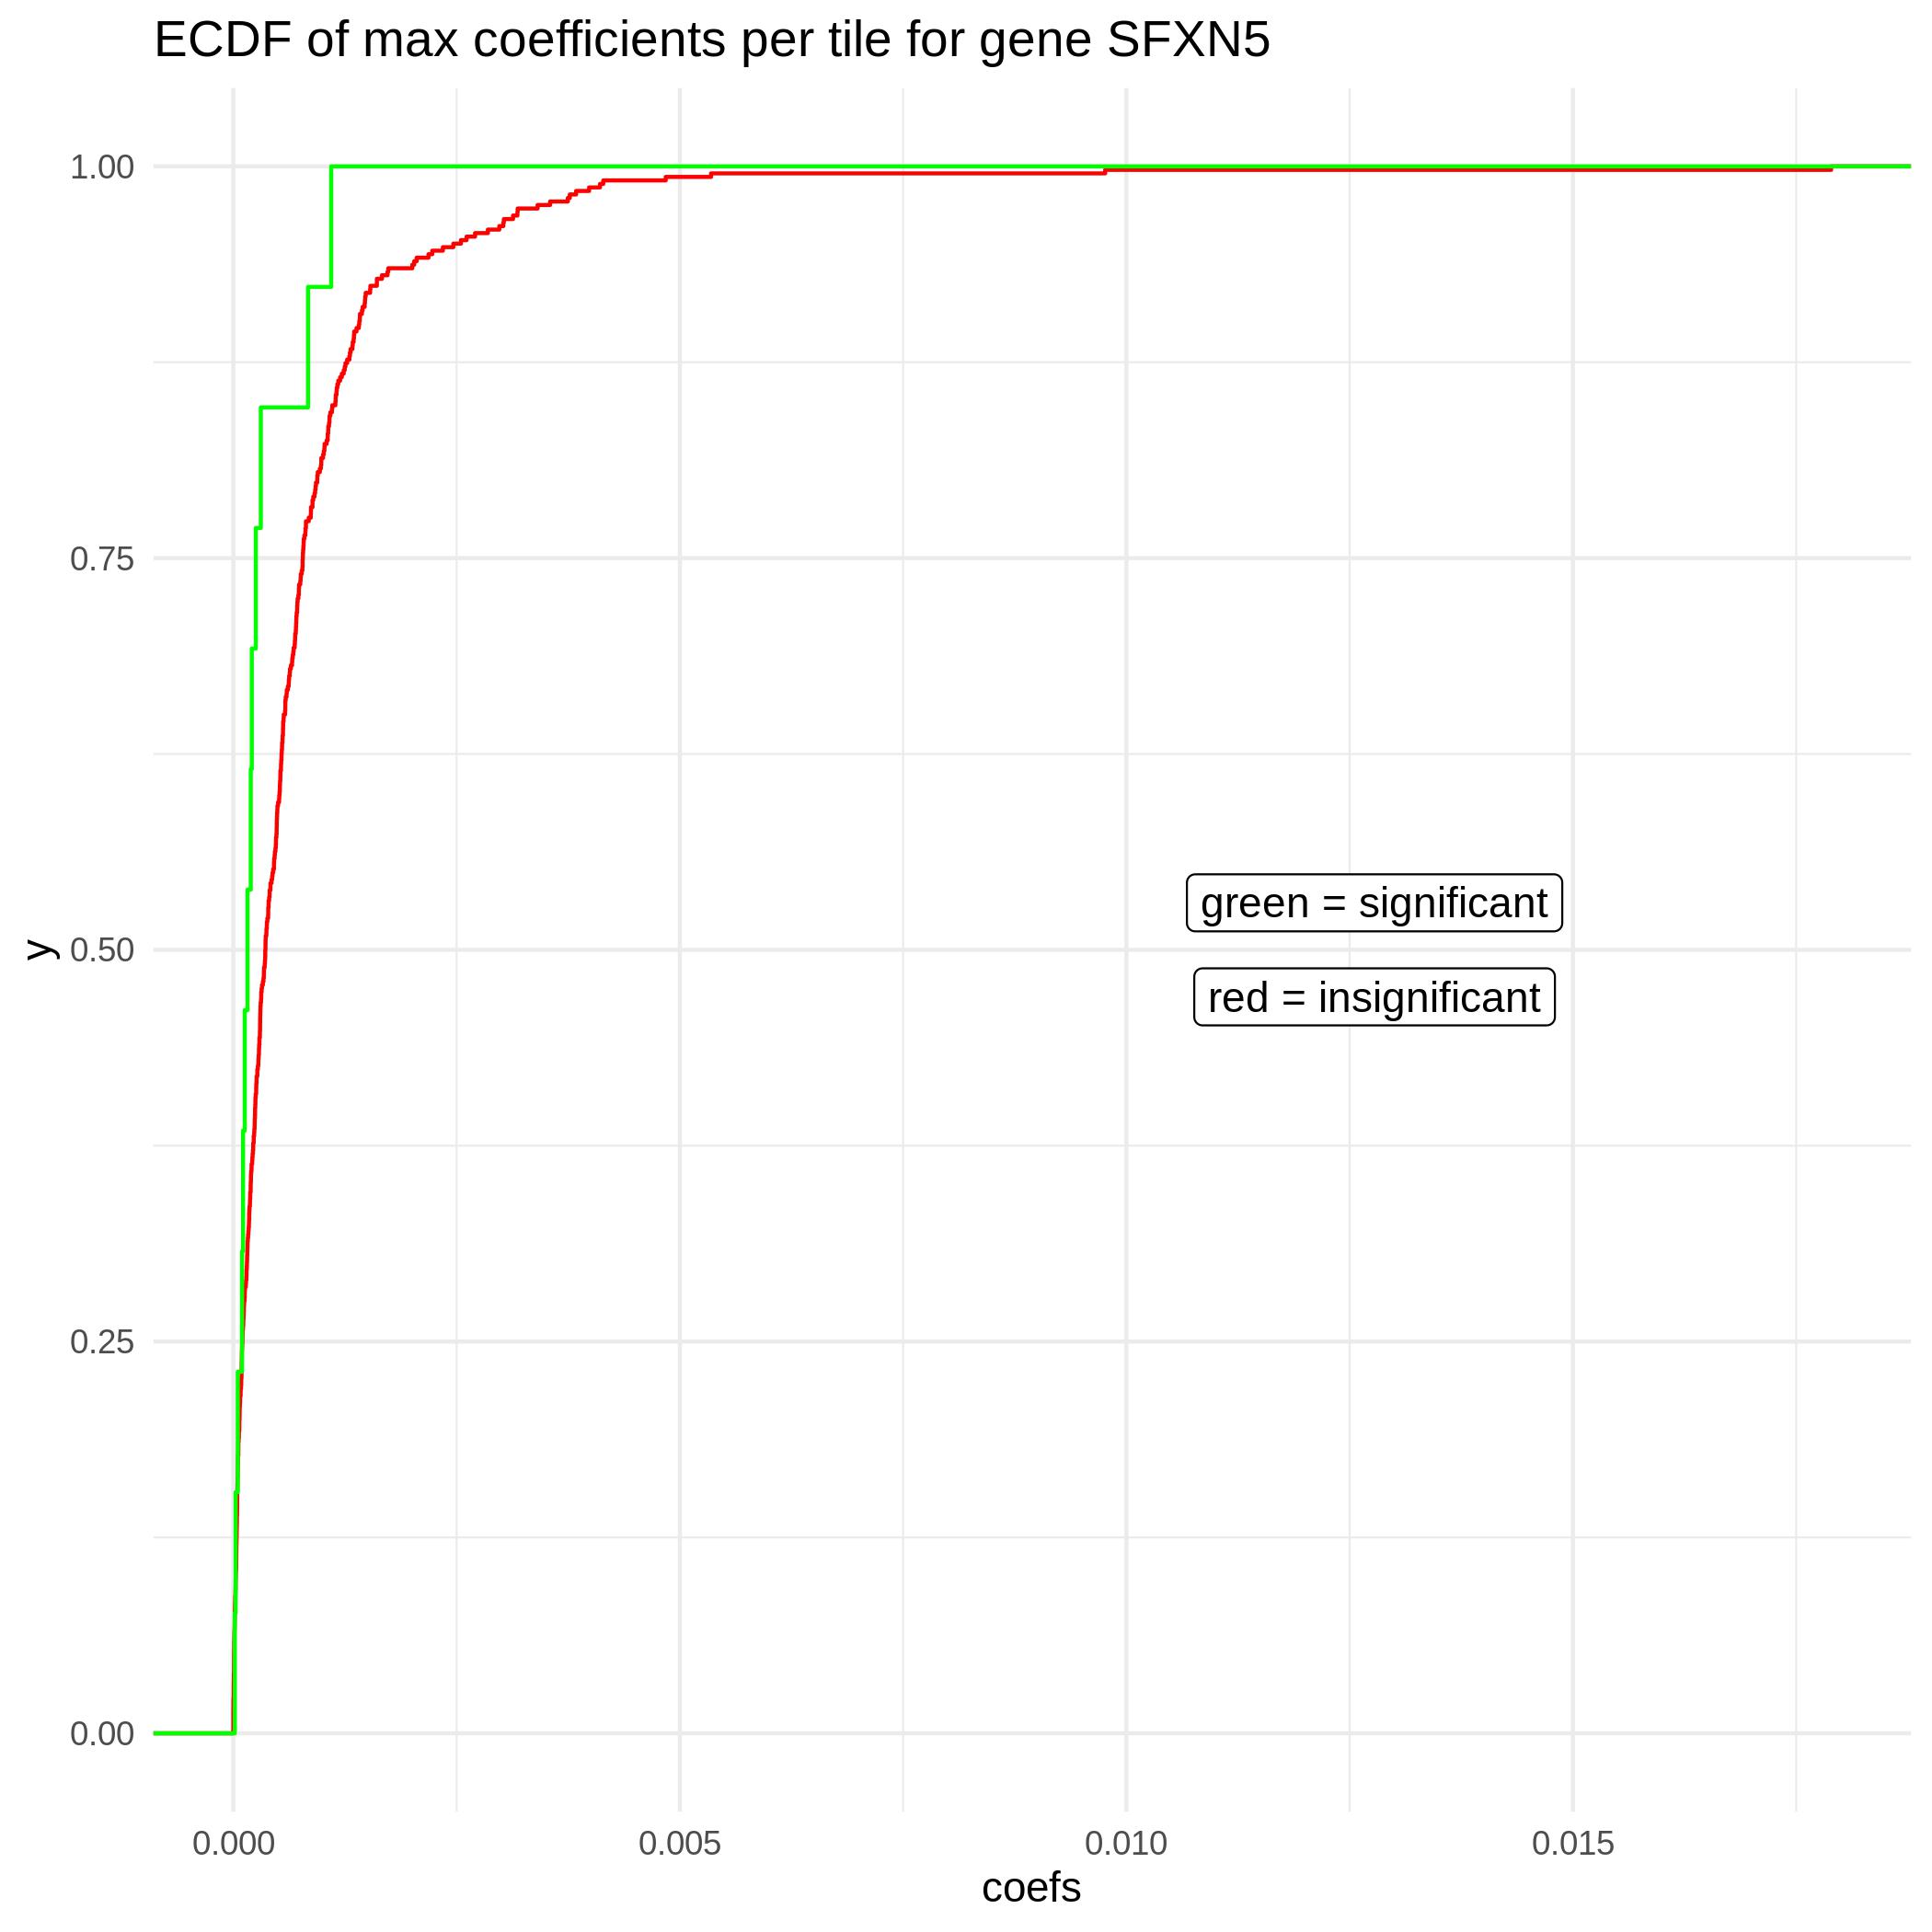 ECDF of max coefficients per tile for gene SFXN5
1.00
0.75
0.50
0.25
0.00
y
green = significant
red = insignificant
0.000
0.005
0.010
0.015
coefs